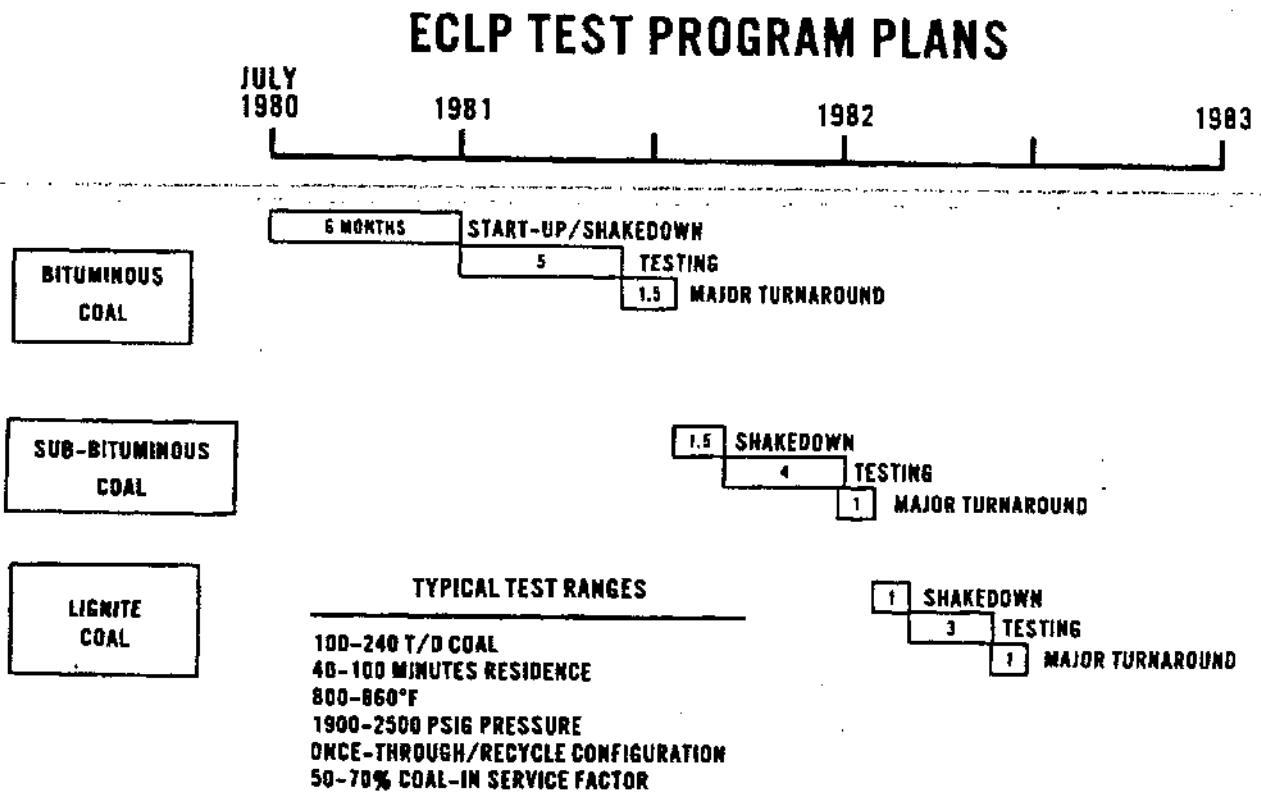 ECLP TEST PROGRAM PLANS
JULY
1980
1981
1982
1983
6 MONTHS
START-UP/SHAKEDOWN
5
TESTING
1.5
MAJOR TURNAROUND
BITUMINOUS
COAL
1.5
SHAKEDOWN
4
TESTING
1
MAJOR TURNAROUND
SUB-BITUMINOUS
COAL
1
SHAKEDOWN
3
TESTING
1
MAJOR TURNAROUND
LIGNITE
COAL
TYPICAL TEST RANGES
100-240 T/D COAL
40-100 MINUTES RESIDENCE
800-860°F
1900-2500 PSIG PRESSURE
ONCE-THROUGH/RECYCLE CONFIGURATION
50-70% COAL-IN SERVICE FACTOR